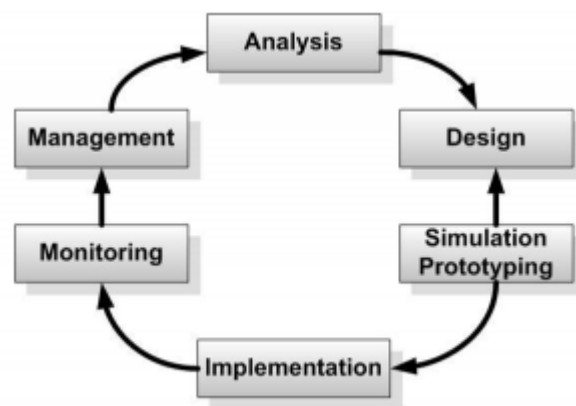 Analysis
Management
Design
Monitoring
Simulation
Prototyping
Implementation